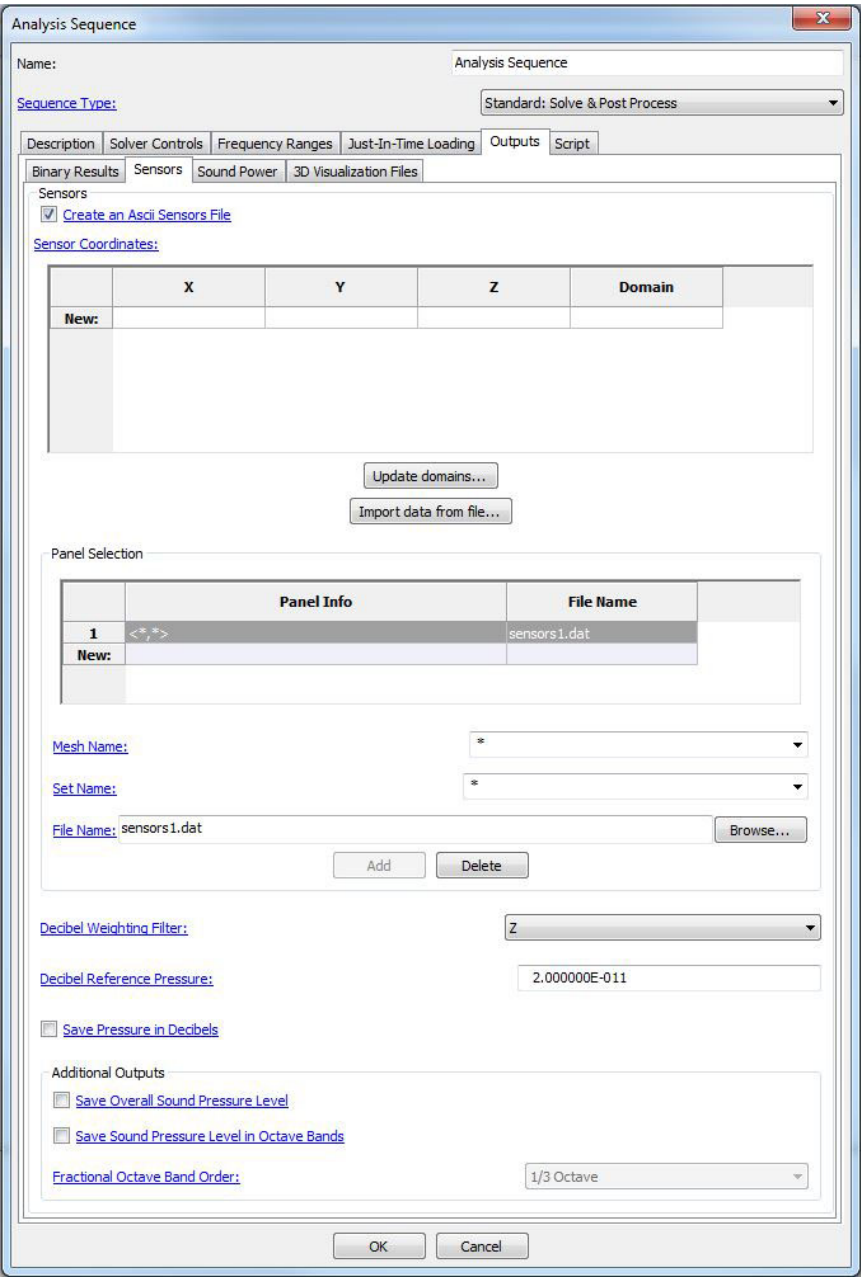 Analysis Sequence
Name: Analysis Sequence
Sequence Type: Standard: Solve & Post Process
Description Solver Controls Frequency Ranges Just-In-Time Loading Outputs Script
Binary Results Sensors Sound Power 3D Visualization Files
Sensors
Create an Ascii Sensors File
Sensor Coordinates:
X Y Z Domain
New:
Update domains...
Import data from file...
Panel Selection
Panel Info File Name
1 <*,*> sensors1.dat
New:
Mesh Name: *
Set Name: *
File Name: sensors1.dat Browse...
Add Delete
Decibel Weighting Filter: Z
Decibel Reference Pressure: 2.000000E-011
Save Pressure in Decibels
Additional Outputs
Save Overall Sound Pressure Level
Save Sound Pressure Level in Octave Bands
Fractional Octave Band Order: 1/3 Octave
OK Cancel